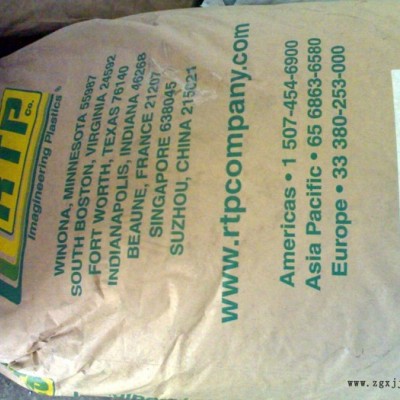 RTP
Co.
Imagineering Plastics
WINONA, MINNESOTA 55987
SOUTH BOSTON, VIRGINIA 24592
FORT WORTH, TEXAS 76140
INDIANAPOLIS, INDIANA 46268
BEAUNE, FRANCE 21207
SINGAPORE 638045
SUZHOU, CHINA 215021
www.rtpcompany.com
Americas • 1 507-454-6900
Asia Pacific • 65 6863-6580
Europe • 33 380-253-000